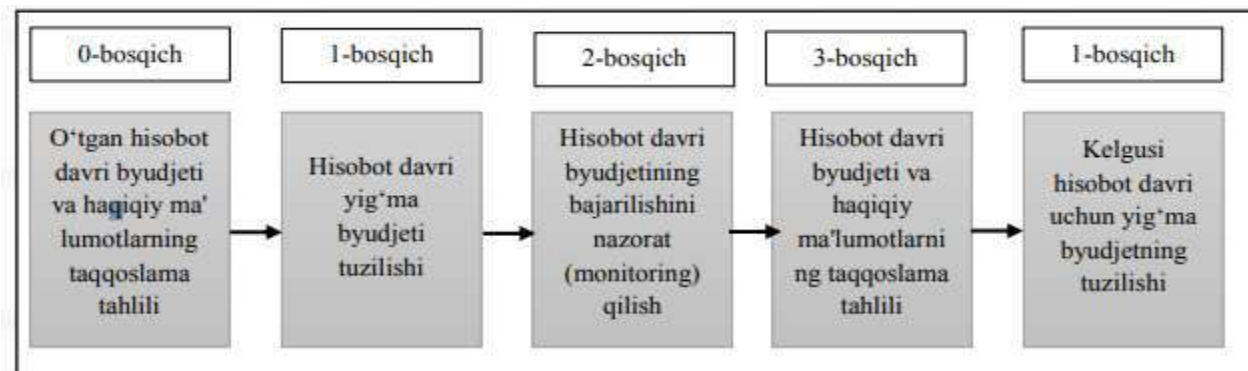 0-bosqich
1-bosqich
2-bosqich
3-bosqich
1-bosqich
O‘tgan hisobot
davri byudjeti
va haqiqiy ma'
lumotlarning
taqqoslama
tahlili
Hisobot davri
yig‘ma
byudjeti
tuzilishi
Hisobot davri
byudjetining
bajarilishini
nazorat
(monitoring)
qilish
Hisobot davri
byudjeti va
haqiqiy
ma'lumotlarni
ng taqqoslama
tahlili
Kelgusi
hisobot davri
uchun yig‘ma
byudjetning
tuzilishi